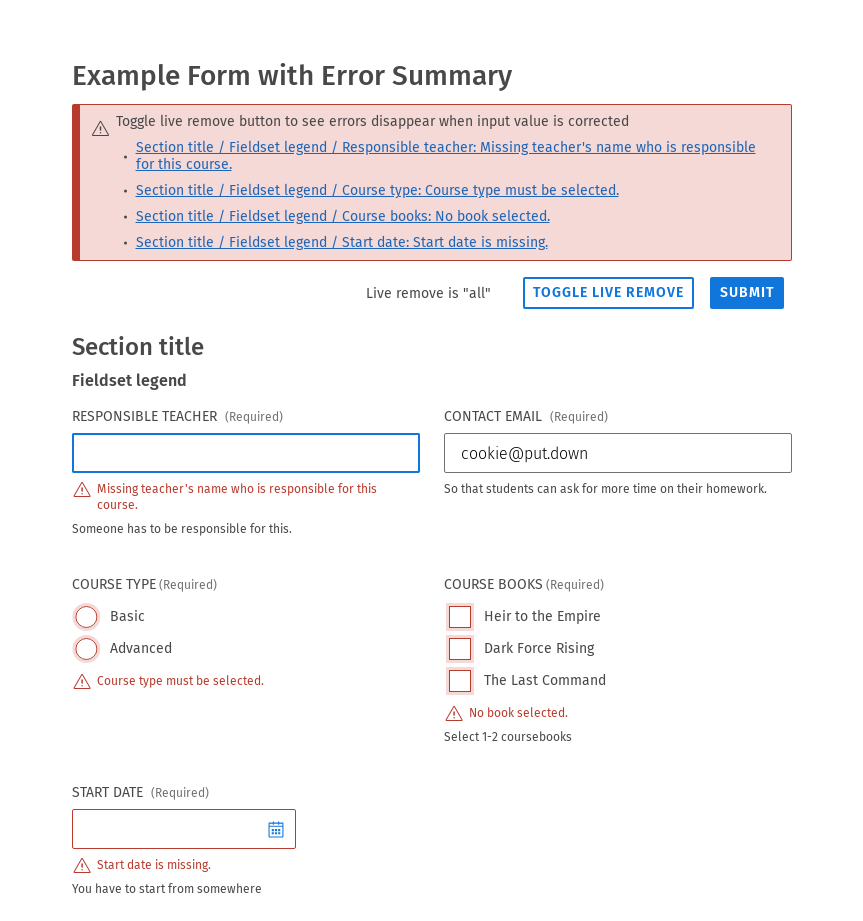 Example Form with Error Summary
Toggle live remove button to see errors disappear when input value is corrected
• Section title / Fieldset legend / Responsible teacher: Missing teacher's name who is responsible
for this course.
• Section title / Fieldset legend / Course type: Course type must be selected.
• Section title / Fieldset legend / Course books: No book selected.
• Section title / Fieldset legend / Start date: Start date is missing.
Live remove is "all"
TOGGLE LIVE REMOVE
SUBMIT
Section title
Fieldset legend
RESPONSIBLE TEACHER (Required)
Missing teacher's name who is responsible for this
course.
Someone has to be responsible for this.
CONTACT EMAIL (Required)
cookie@put.down
So that students can ask for more time on their homework.
COURSE TYPE (Required)
Basic
Advanced
Course type must be selected.
COURSE BOOKS (Required)
Heir to the Empire
Dark Force Rising
The Last Command
No book selected.
Select 1-2 coursebooks
START DATE (Required)
Start date is missing.
You have to start from somewhere